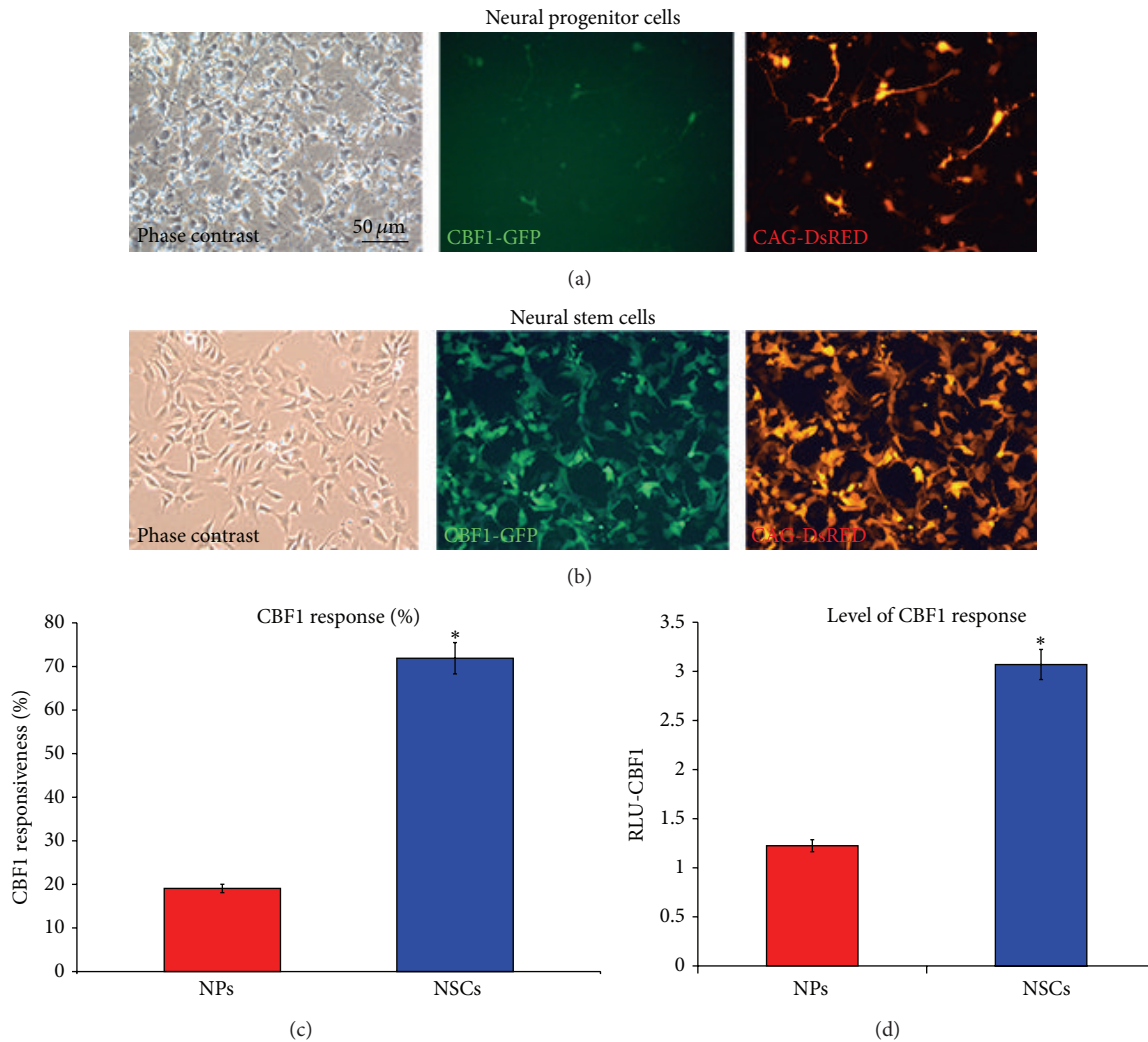 Neural progenitor cells
Phase contrast
50 μm
CBF1-GFP
CAG-DsRED
(a)
Neural stem cells
Phase contrast
CBF1-GFP
CAG-DsRED
(b)
CBF1 response (%)
CBF1 responsiveness (%)
80
70
60
50
40
30
20
10
0
*
NPs
NSCs
(c)
Level of CBF1 response
RLU-CBF1
3.5
3
2.5
2
1.5
1
0.5
0
*
NPs
NSCs
(d)